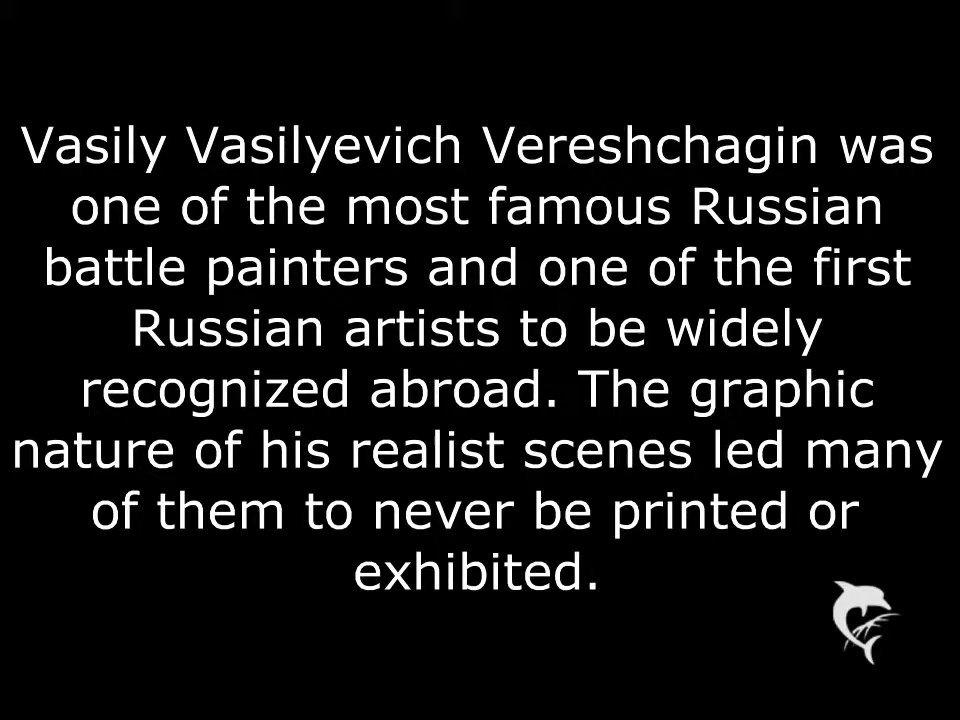 Vasily Vasilyevich Vereshchagin was
one of the most famous Russian
battle painters and one of the first
Russian artists to be widely
recognized abroad. The graphic
nature of his realist scenes led many
of them to never be printed or
exhibited.